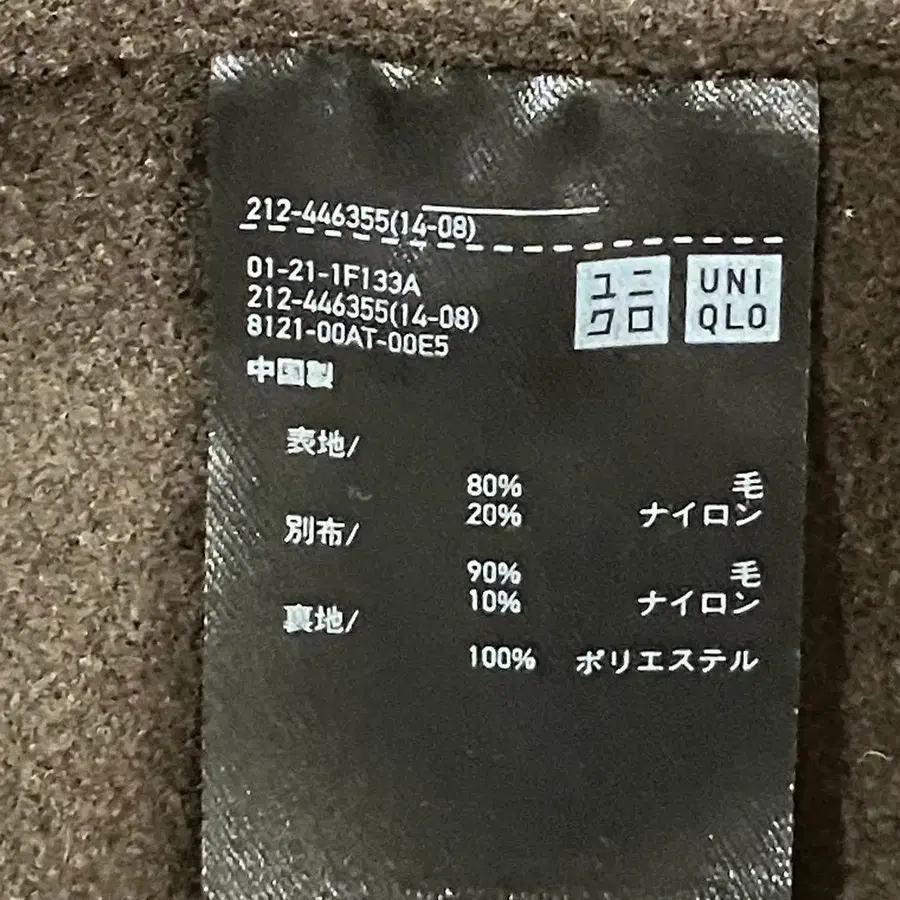 212-446355(14-08)
01-21-1F133A
212-446355(14-08)
8121-00AT-00E5
中国製
ユニ
クロ
UNI
QLO
表地/
80% 毛
20% ナイロン
別布/
90% 毛
10% ナイロン
裏地/
100% ポリエステル